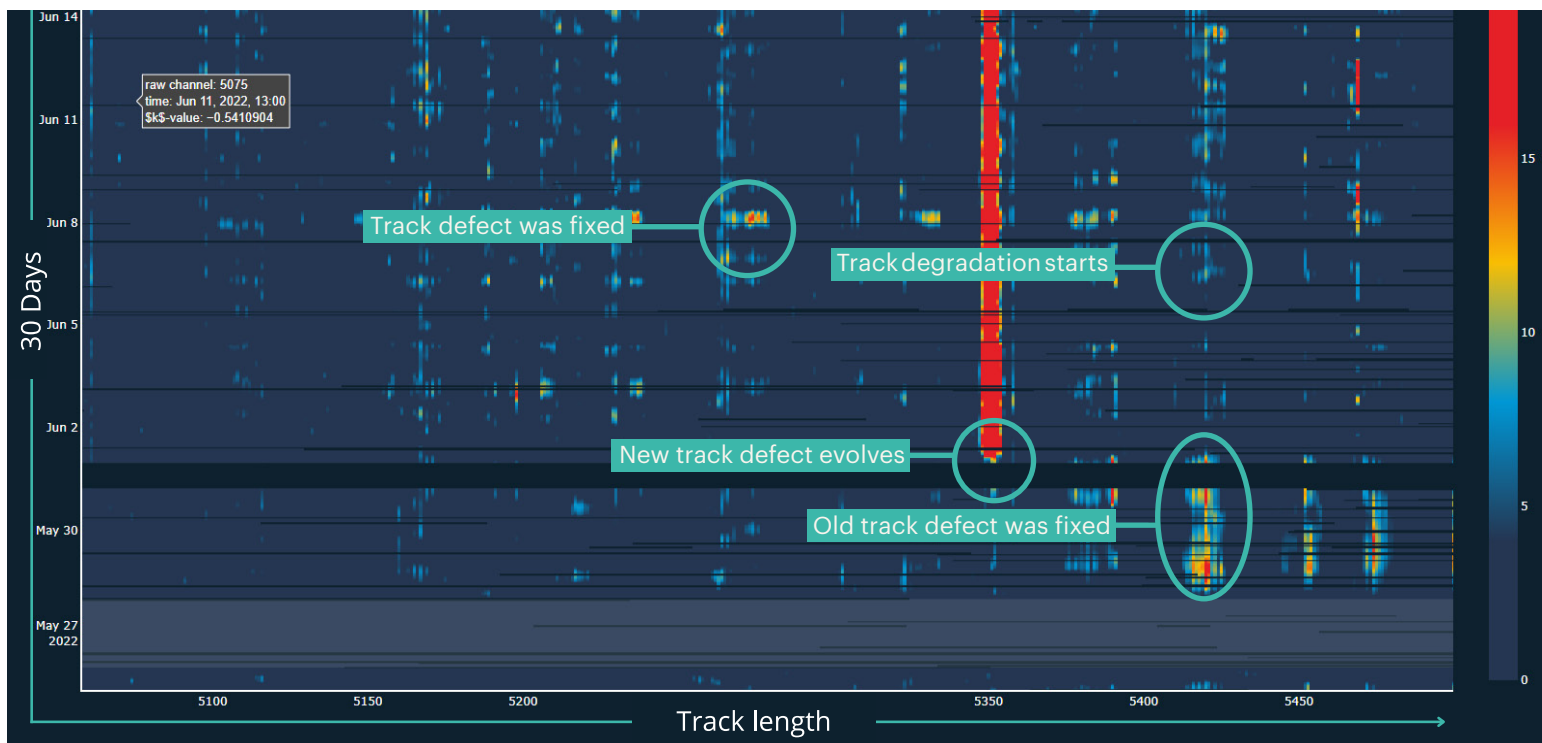 Jun 14
raw channel: 5075
time: Jun 11, 2022, 13:00
$k$-value: −0.5410904
Jun 11
15
Jun 8
Track defect was fixed
Track degradation starts
30 Days
Jun 5
10
Jun 2
New track defect evolves
5
Old track defect was fixed
May 30
May 27
2022
0
5100
5150
5200
5350
5400
5450
Track length